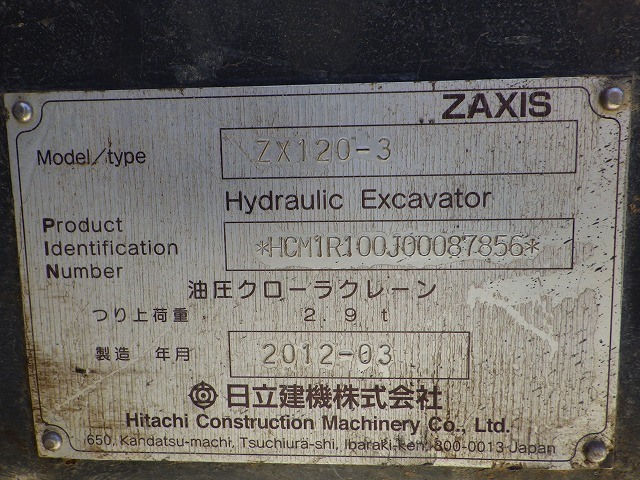 ZAXIS
Model/type ZX120-3
Hydraulic Excavator
Product
Identification *HCM1R100J00087856*
Number
油圧クローラクレーン
つり上荷重 2.9t
製造 年月 2012-03
日立建機株式会社
Hitachi Construction Machinery Co., Ltd.
650, Kandatsu-machi, Tsuchiura-shi, Ibaraki-ken, 300-0013 Japan